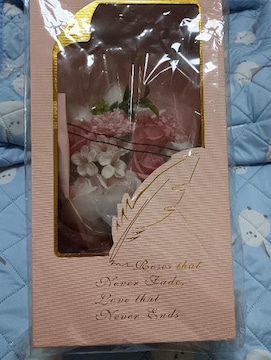 Roses that
Never Fade,
Love that
Never Ends